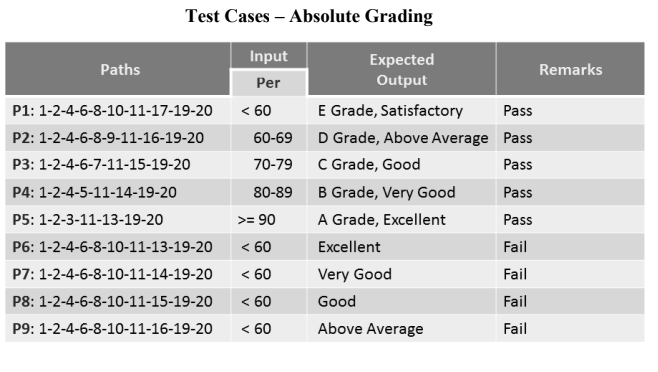 Test Cases – Absolute Grading
Paths Input Expected Output Remarks
Per
P1: 1-2-4-6-8-10-11-17-19-20 < 60 E Grade, Satisfactory Pass
P2: 1-2-4-6-8-9-11-16-19-20 60-69 D Grade, Above Average Pass
P3: 1-2-4-6-7-11-15-19-20 70-79 C Grade, Good Pass
P4: 1-2-4-5-11-14-19-20 80-89 B Grade, Very Good Pass
P5: 1-2-3-11-13-19-20 >= 90 A Grade, Excellent Pass
P6: 1-2-4-6-8-10-11-13-19-20 < 60 Excellent Fail
P7: 1-2-4-6-8-10-11-14-19-20 < 60 Very Good Fail
P8: 1-2-4-6-8-10-11-15-19-20 < 60 Good Fail
P9: 1-2-4-6-8-10-11-16-19-20 < 60 Above Average Fail